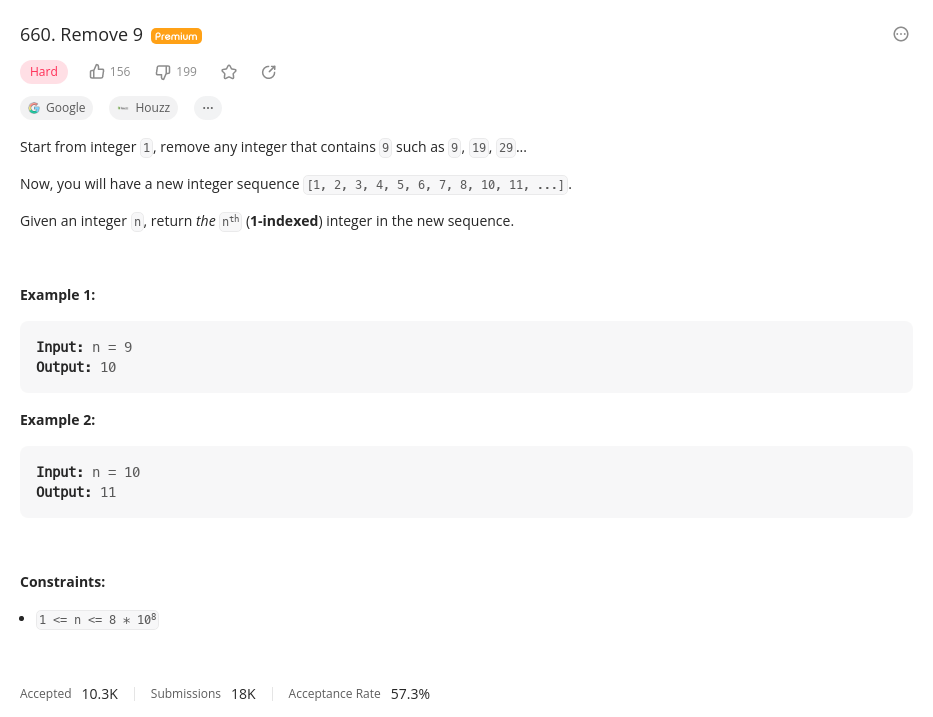 660. Remove 9 Premium
Hard 156 199
Google Houzz ...
Start from integer 1, remove any integer that contains 9 such as 9, 19, 29...
Now, you will have a new integer sequence [1, 2, 3, 4, 5, 6, 7, 8, 10, 11, ...].
Given an integer n, return the nth (1-indexed) integer in the new sequence.
Example 1:
Input: n = 9
Output: 10
Example 2:
Input: n = 10
Output: 11
Constraints:
• 1 <= n <= 8 * 10⁸
Accepted 10.3K Submissions 18K Acceptance Rate 57.3%